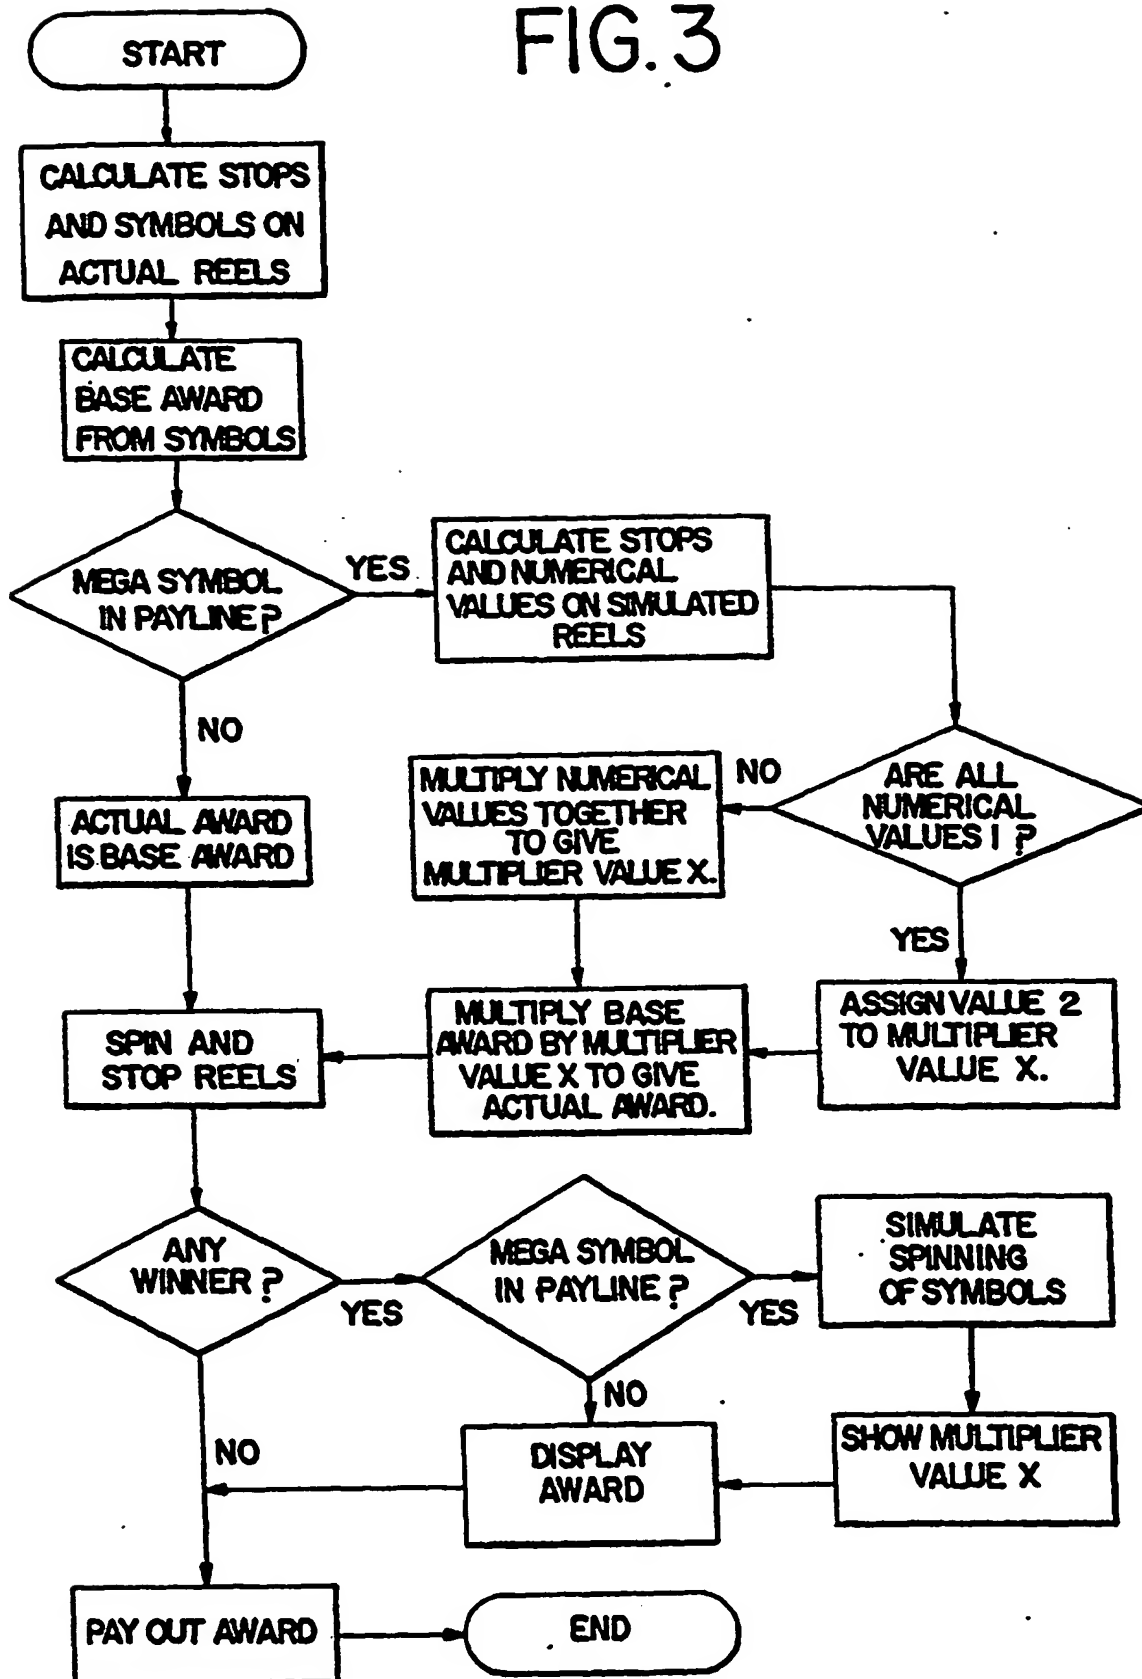 FIG. 3
START
CALCULATE STOPS
AND SYMBOLS ON
ACTUAL REELS
CALCULATE
BASE AWARD
FROM SYMBOLS
MEGA SYMBOL
IN PAYLINE?
YES
CALCULATE STOPS
AND NUMERICAL
VALUES ON SIMULATED
REELS
NO
ARE ALL
NUMERICAL
VALUES 1 ?
NO
MULTIPLY NUMERICAL
VALUES TOGETHER
TO GIVE
MULTIPLIER VALUE X.
ACTUAL AWARD
IS BASE AWARD
YES
ASSIGN VALUE 2
TO MULTIPLIER
VALUE X.
MULTIPLY BASE
AWARD BY MULTIPLIER
VALUE X TO GIVE
ACTUAL AWARD.
SPIN AND
STOP REELS
ANY
WINNER?
YES
MEGA SYMBOL
IN PAYLINE?
YES
SIMULATE
SPINNING
OF SYMBOLS
NO
NO
DISPLAY
AWARD
SHOW MULTIPLIER
VALUE X
PAY OUT AWARD
END